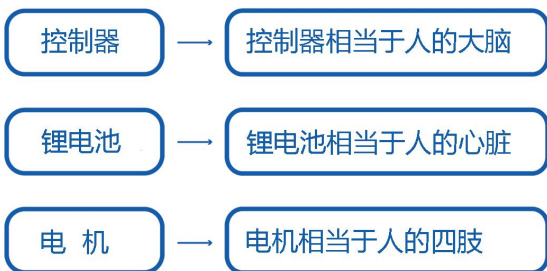 控制器
控制器相当于人的大脑
锂电池
锂电池相当于人的心脏
电 机
电机相当于人的四肢